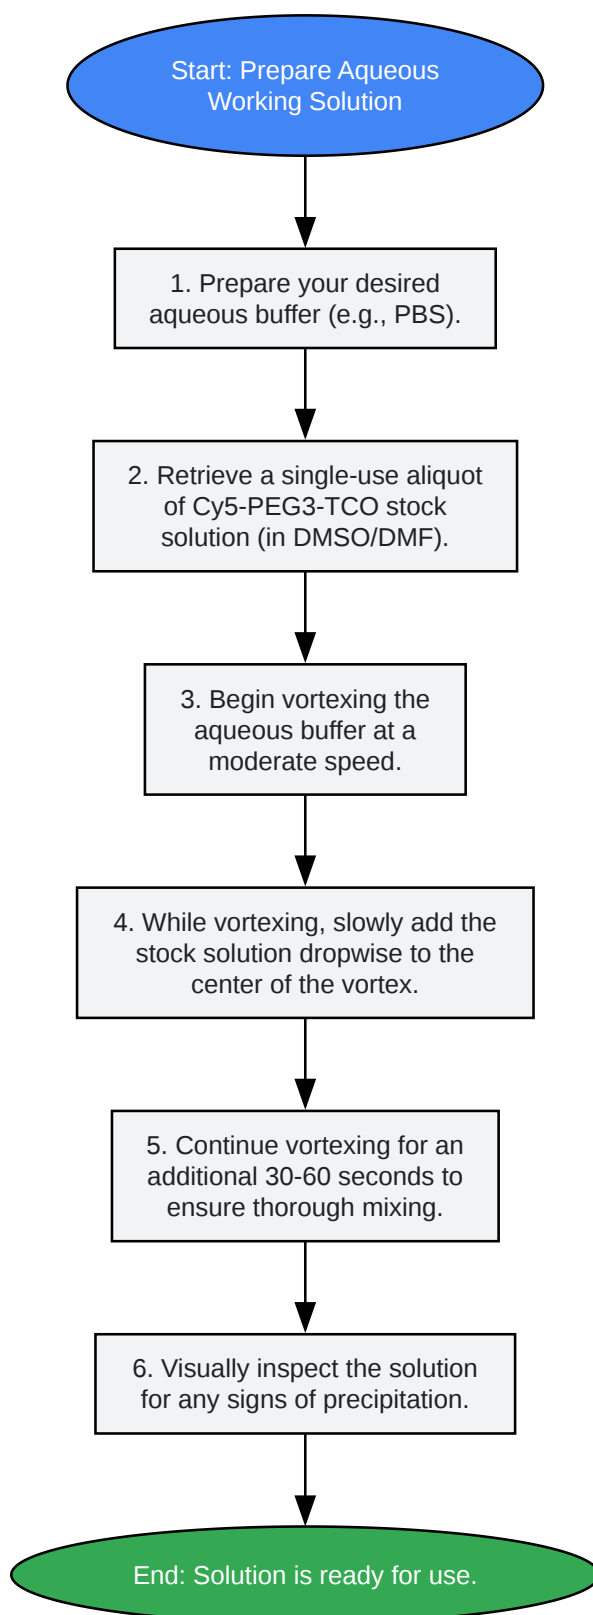 Start: Prepare Aqueous
Working Solution
1. Prepare your desired
aqueous buffer (e.g., PBS).
2. Retrieve a single-use aliquot
of Cy5-PEG3-TCO stock
solution (in DMSO/DMF).
3. Begin vortexing the
aqueous buffer at a
moderate speed.
4. While vortexing, slowly add the
stock solution dropwise to the
center of the vortex.
5. Continue vortexing for an
additional 30-60 seconds to
ensure thorough mixing.
6. Visually inspect the solution
for any signs of precipitation.
End: Solution is ready for use.